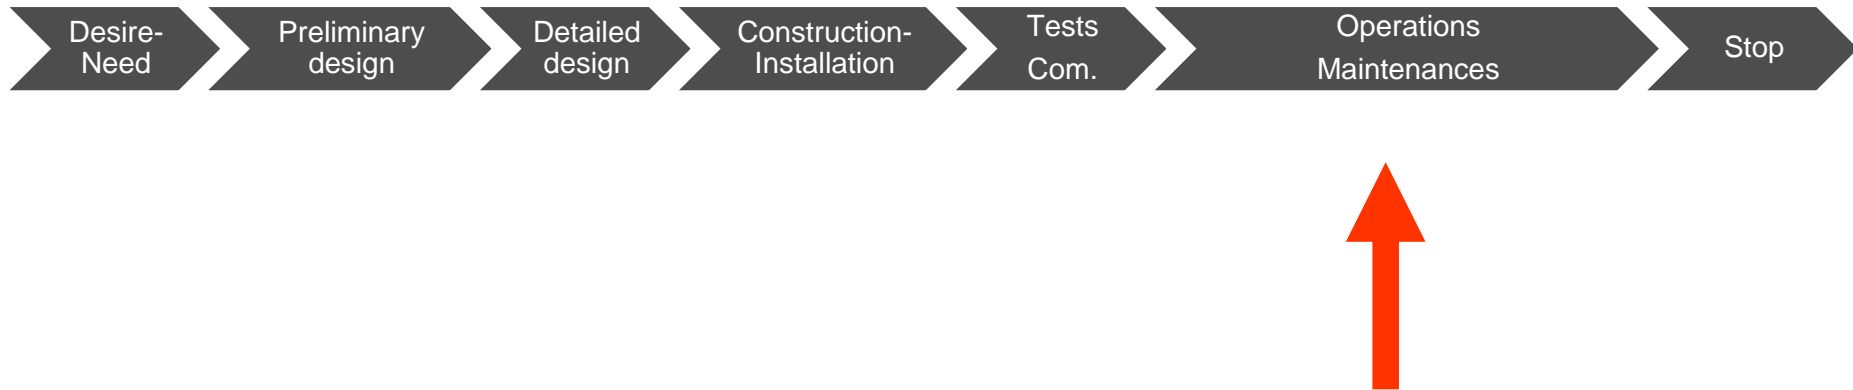 Desire-
Need
Preliminary
design
Detailed
design
Construction-
Installation
Tests
Com.
Operations
Maintenances
Stop